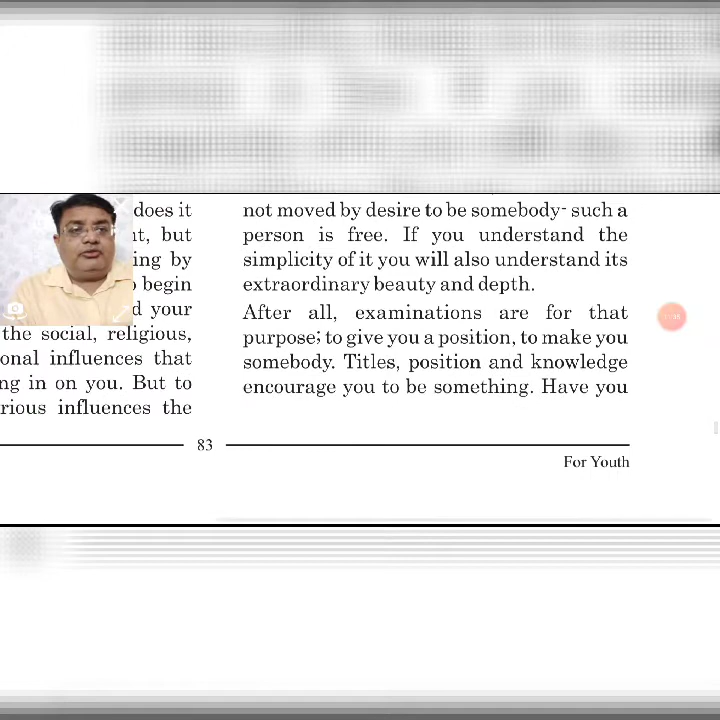 does it
t, but
ing by
begin
d your
the social, religious,
onal influences that
ng in on you. But to
rious influences the
not moved by desire to be somebody- such a
person is free. If you understand the
simplicity of it you will also understand its
extraordinary beauty and depth.
After all, examinations are for that
purpose; to give you a position, to make you
somebody. Titles, position and knowledge
encourage you to be something. Have you
83
For Youth